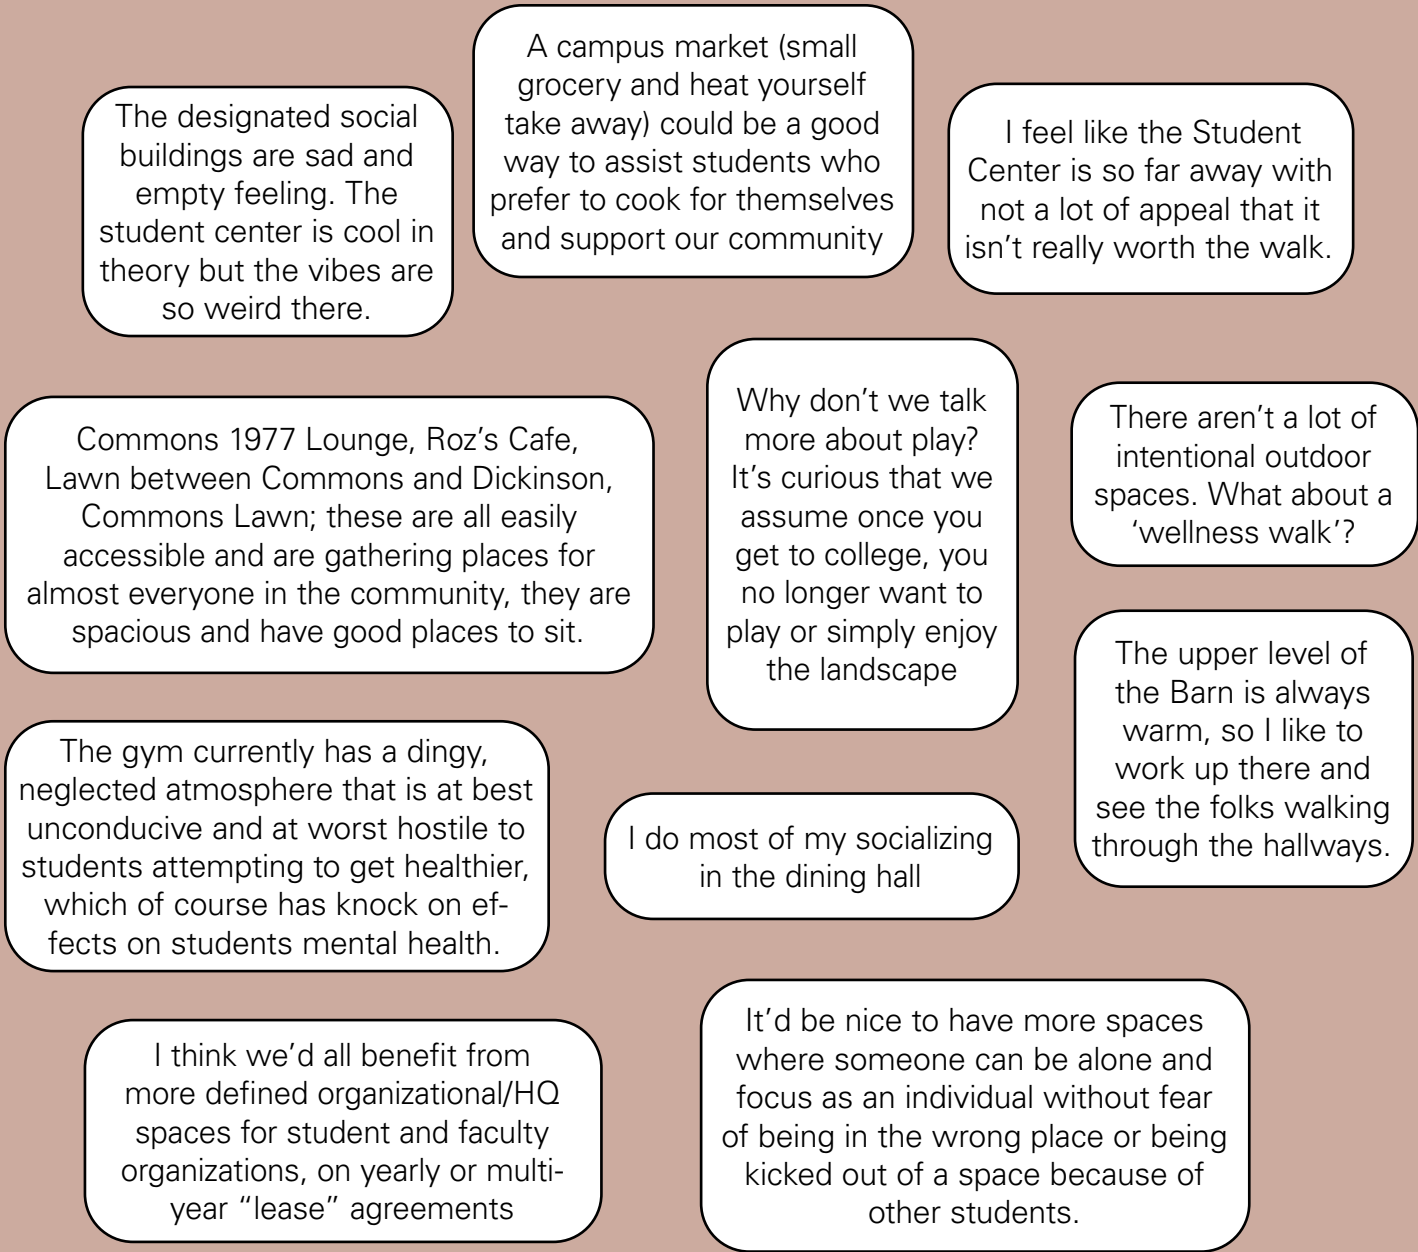 A campus market (small
grocery and heat yourself
take away) could be a good
way to assist students who
prefer to cook for themselves
and support our community
The designated social
buildings are sad and
empty feeling. The
student center is cool in
theory but the vibes are
so weird there.
I feel like the Student
Center is so far away with
not a lot of appeal that it
isn’t really worth the walk.
Commons 1977 Lounge, Roz’s Cafe,
Lawn between Commons and Dickinson,
Commons Lawn; these are all easily
accessible and are gathering places for
almost everyone in the community, they are
spacious and have good places to sit.
Why don’t we talk
more about play?
It’s curious that we
assume once you
get to college, you
no longer want to
play or simply enjoy
the landscape
There aren’t a lot of
intentional outdoor
spaces. What about a
‘wellness walk’?
The upper level of
the Barn is always
warm, so I like to
work up there and
see the folks walking
through the hallways.
The gym currently has a dingy,
neglected atmosphere that is at best
unconducive and at worst hostile to
students attempting to get healthier,
which of course has knock on ef-
fects on students mental health.
I do most of my socializing
in the dining hall
I think we’d all benefit from
more defined organizational/HQ
spaces for student and faculty
organizations, on yearly or multi-
year “lease” agreements
It’d be nice to have more spaces
where someone can be alone and
focus as an individual without fear
of being in the wrong place or being
kicked out of a space because of
other students.